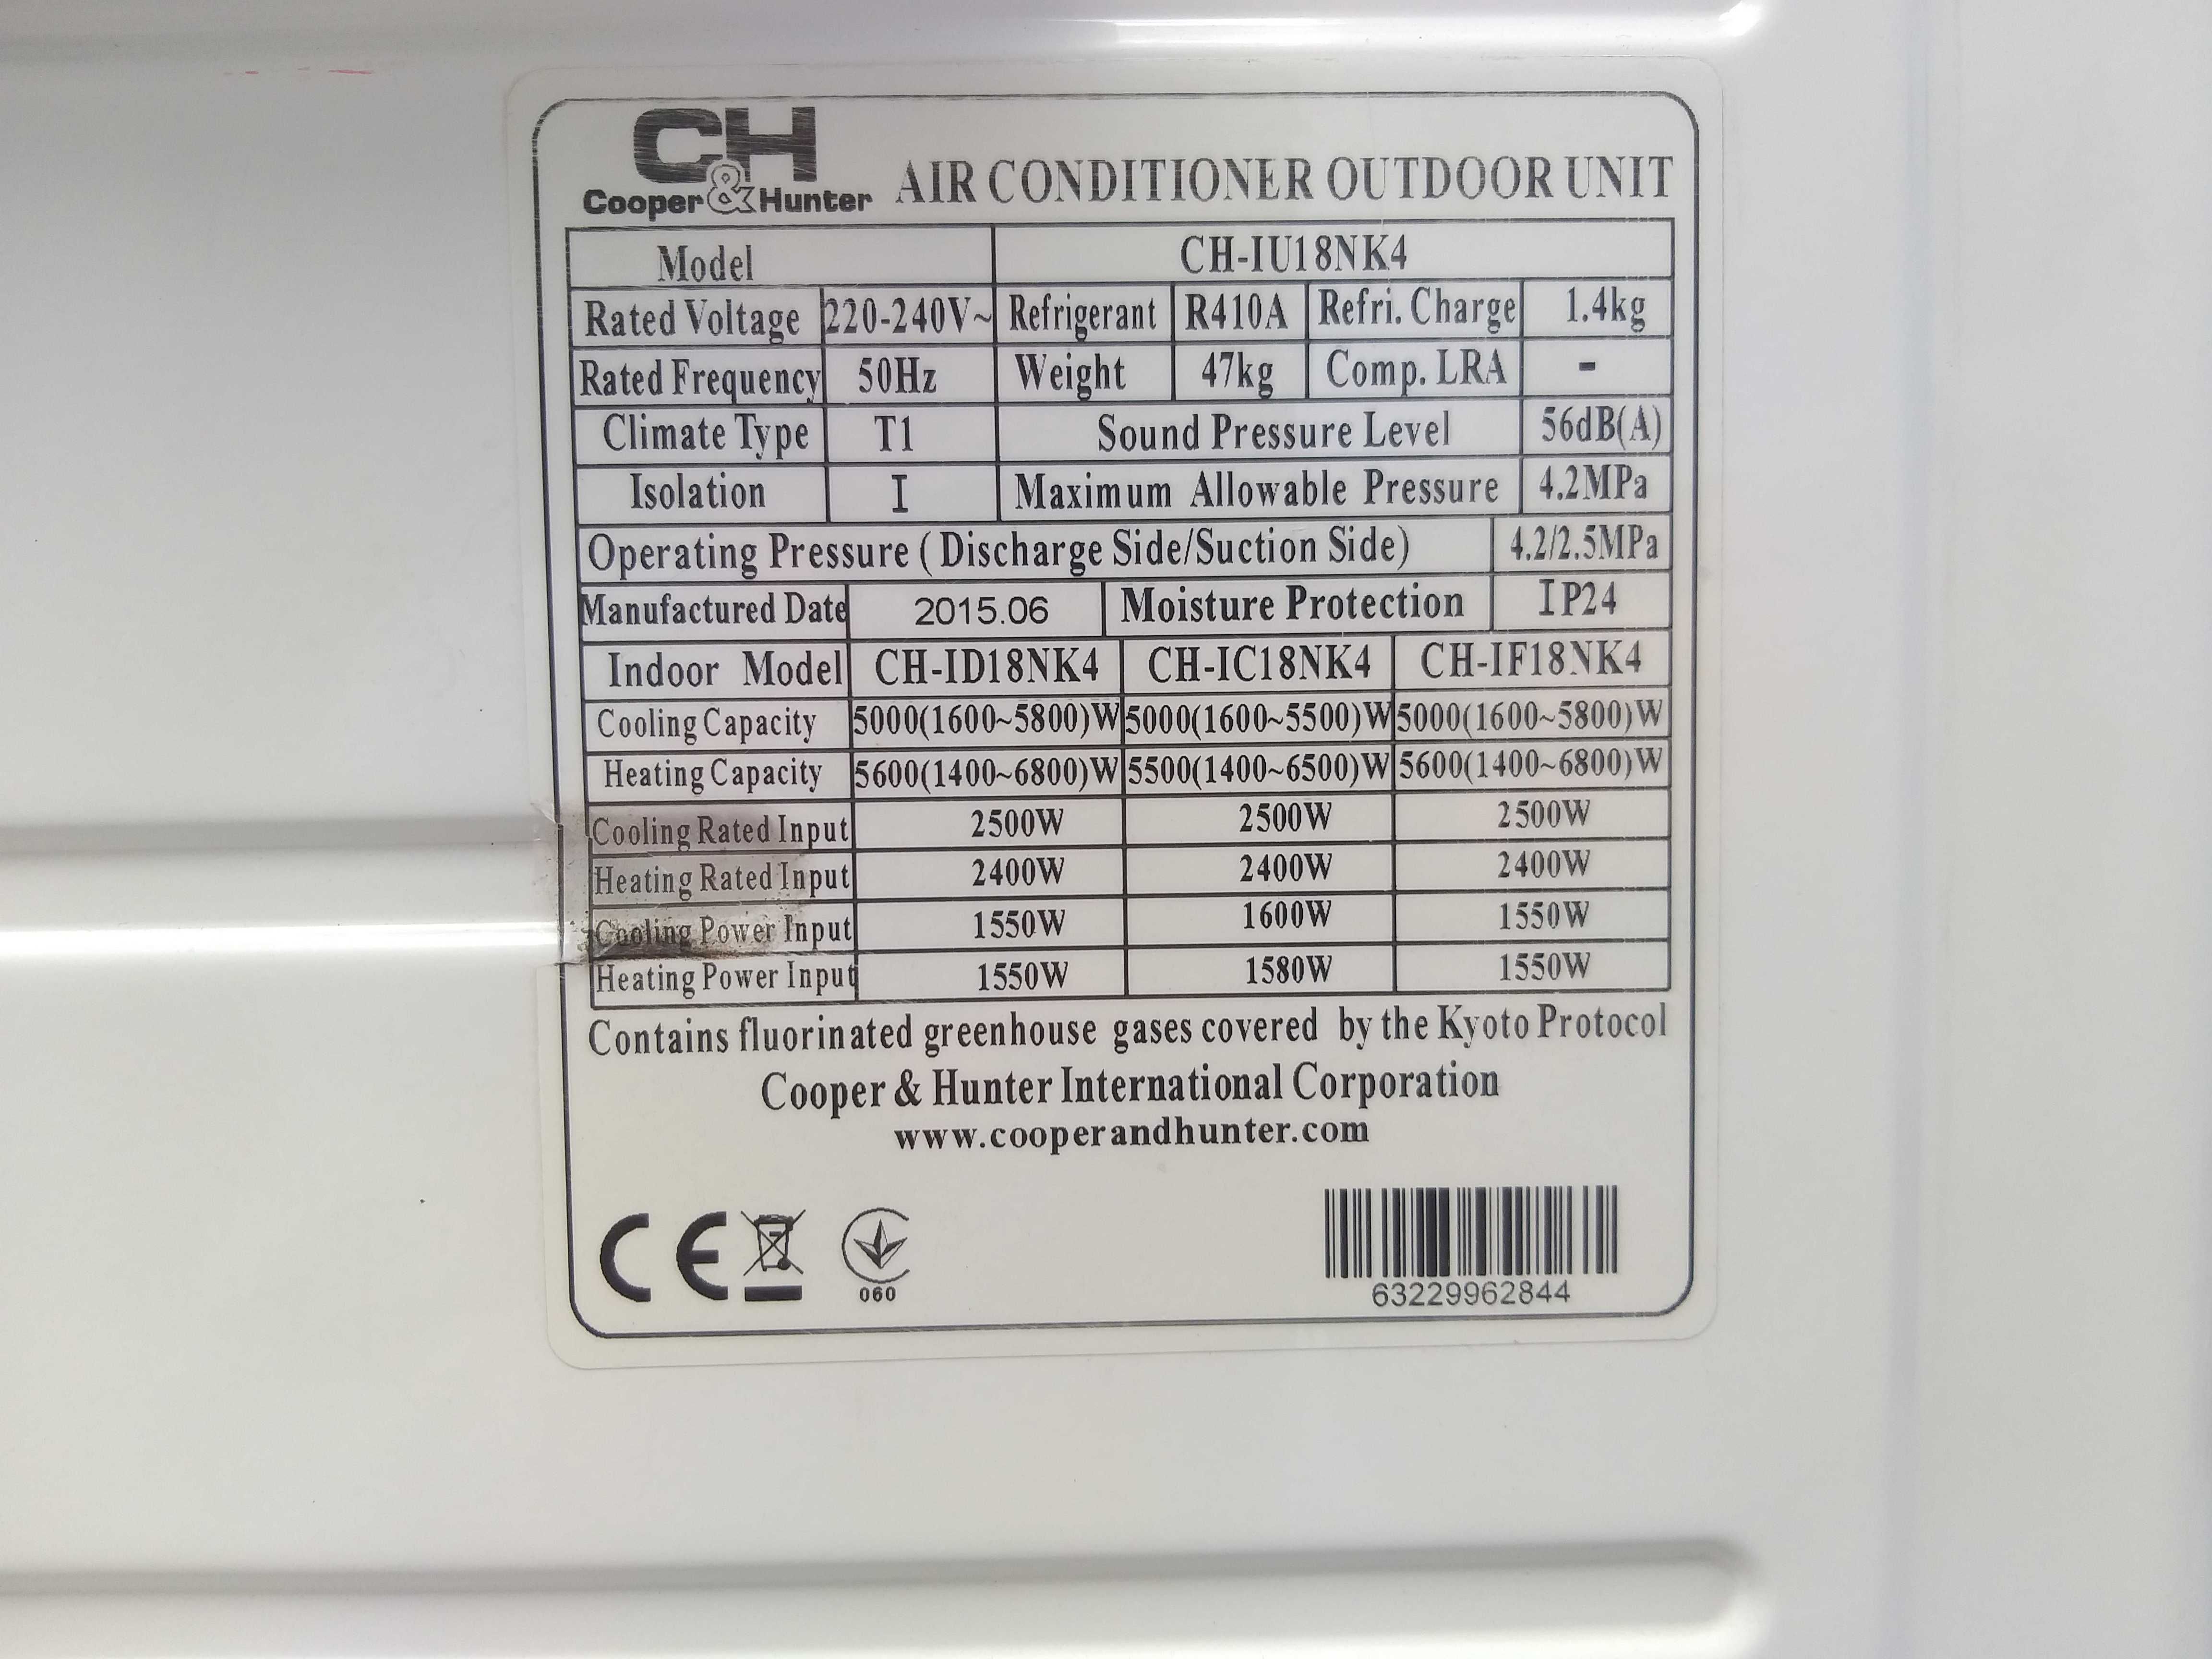 CH
Cooper & Hunter AIR CONDITIONER OUTDOOR UNIT
Model CH-IU18NK4
Rated Voltage 220-240V~ Refrigerant R410A Refri. Charge 1.4kg
Rated Frequency 50Hz Weight 47kg Comp. LRA -
Climate Type T1 Sound Pressure Level 56dB(A)
Isolation I Maximum Allowable Pressure 4.2MPa
Operating Pressure (Discharge Side/Suction Side) 4.2/2.5MPa
Manufactured Date 2015.06 Moisture Protection IP24
Indoor Model CH-ID18NK4 CH-IC18NK4 CH-IF18NK4
Cooling Capacity 5000(1600~5800)W 5000(1600~5500)W 5000(1600~5800)W
Heating Capacity 5600(1400~6800)W 5500(1400~6500)W 5600(1400~6800)W
Cooling Rated Input 2500W 2500W 2500W
Heating Rated Input 2400W 2400W 2400W
Cooling Power Input 1550W 1600W 1550W
Heating Power Input 1550W 1580W 1550W
Contains fluorinated greenhouse gases covered by the Kyoto Protocol
Cooper & Hunter International Corporation
www.cooperandhunter.com
CE
060
63229962844